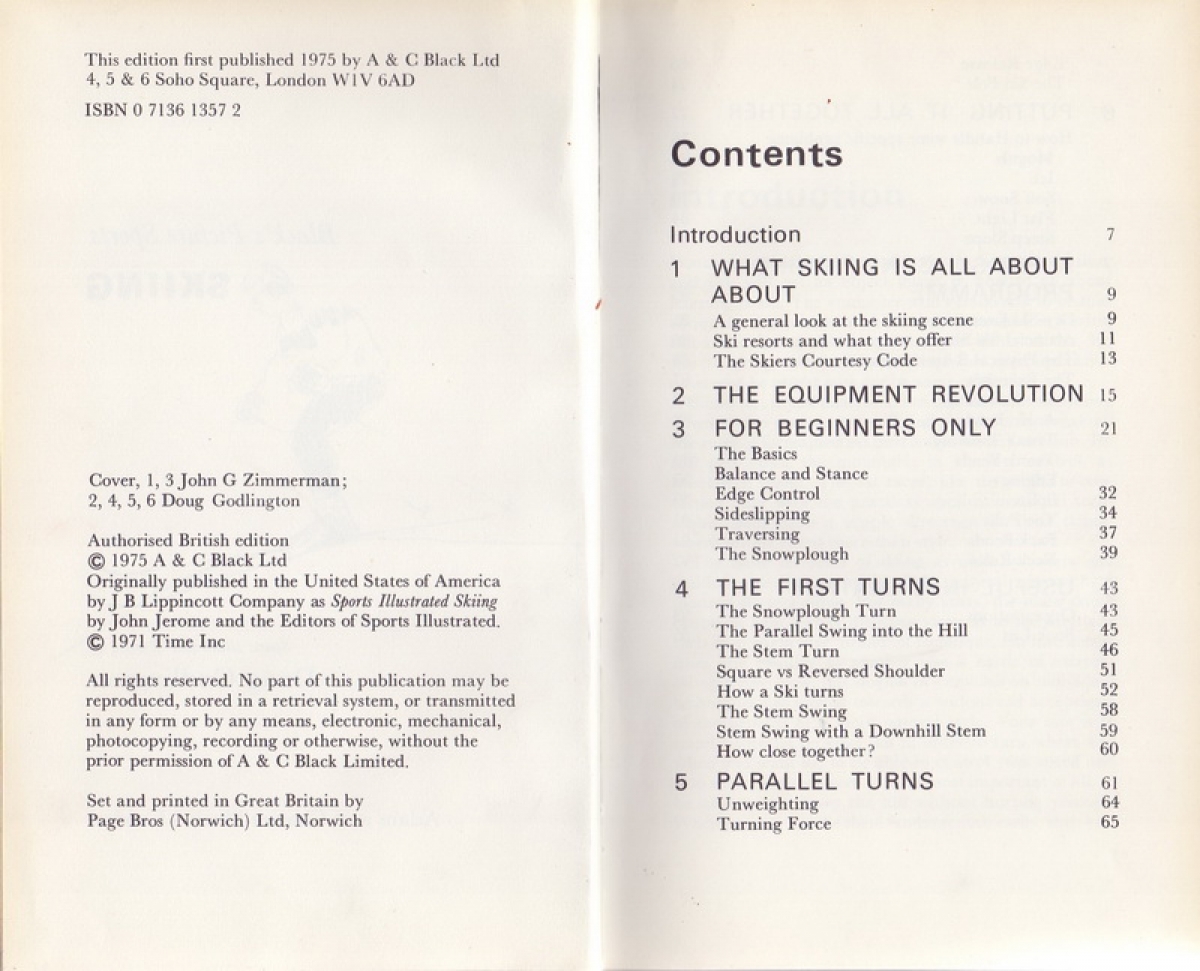 This edition first published 1975 by A & C Black Ltd
4, 5 & 6 Soho Square, London W1V 6AD
ISBN 0 7136 1357 2
Cover, 1, 3 John G Zimmerman;
2, 4, 5, 6 Doug Godlington
Authorised British edition
© 1975 A & C Black Ltd
Originally published in the United States of America
by J B Lippincott Company as Sports Illustrated Skiing
by John Jerome and the Editors of Sports Illustrated.
© 1971 Time Inc
All rights reserved. No part of this publication may be
reproduced, stored in a retrieval system, or transmitted
in any form or by any means, electronic, mechanical,
photocopying, recording or otherwise, without the
prior permission of A & C Black Limited.
Set and printed in Great Britain by
Page Bros (Norwich) Ltd, Norwich
Contents
Introduction 7
1 WHAT SKIING IS ALL ABOUT
ABOUT 9
A general look at the skiing scene 9
Ski resorts and what they offer 11
The Skiers Courtesy Code 13
2 THE EQUIPMENT REVOLUTION 15
3 FOR BEGINNERS ONLY 21
The Basics
Balance and Stance
Edge Control 32
Sideslipping 34
Traversing 37
The Snowplough 39
4 THE FIRST TURNS 43
The Snowplough Turn 43
The Parallel Swing into the Hill 45
The Stem Turn 46
Square vs Reversed Shoulder 51
How a Ski turns 52
The Stem Swing 58
Stem Swing with a Downhill Stem 59
How close together? 60
5 PARALLEL TURNS 61
Unweighting 64
Turning Force 65